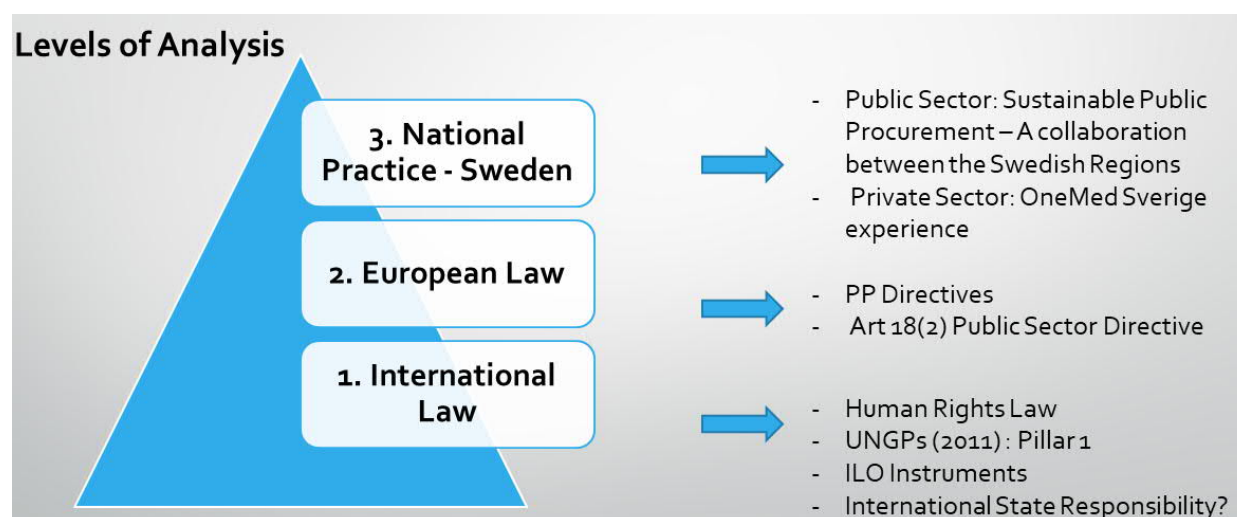 Levels of Analysis
3. National
Practice - Sweden
- Public Sector: Sustainable Public
Procurement – A collaboration
between the Swedish Regions
- Private Sector: OneMed Sverige
experience
2. European Law
- PP Directives
- Art 18(2) Public Sector Directive
1. International
Law
- Human Rights Law
- UNGPs (2011) : Pillar 1
- ILO Instruments
- International State Responsibility?